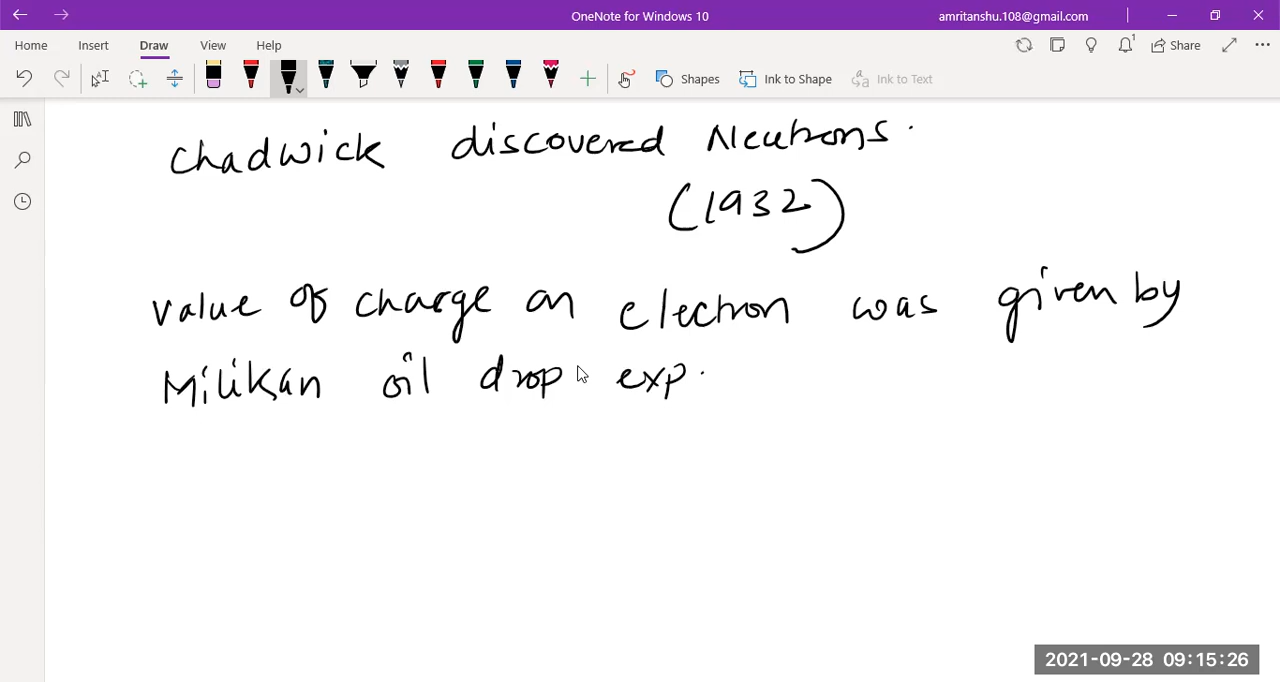 OneNote for Windows 10
amritanshu.108@gmail.com
Home Insert Draw View Help
1
Share
Shapes Ink to Shape Ink to Text
Chadwick discovered Neutrons.
(1932)
value of charge on electron was given by
Milikan oil drop exp.
2021-09-28 09:15:26